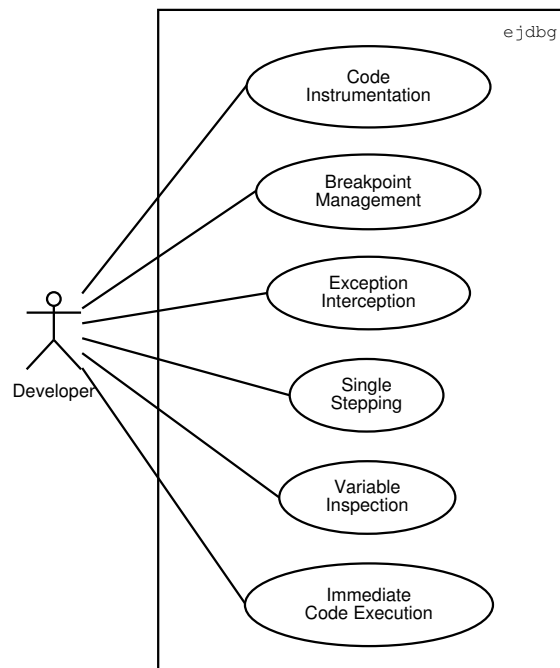 ejdbg
Code
Instrumentation
Breakpoint
Management
Exception
Interception
Developer
Single
Stepping
Variable
Inspection
Immediate
Code Execution